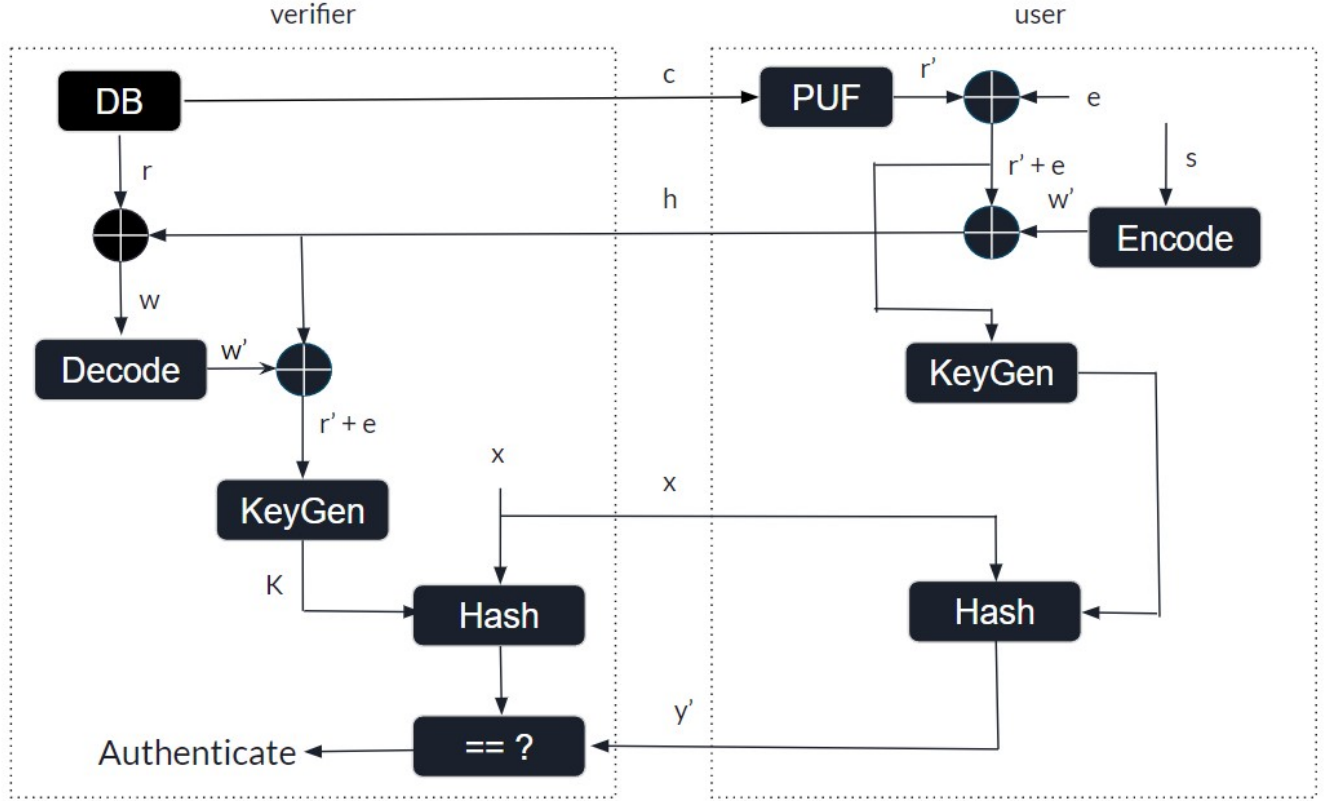 verifier
user
DB
c
PUF
r’
e
r
r’ + e
s
h
w’
Encode
w
Decode
w’
KeyGen
r’ + e
x
x
KeyGen
K
Hash
Hash
y’
Authenticate
== ?